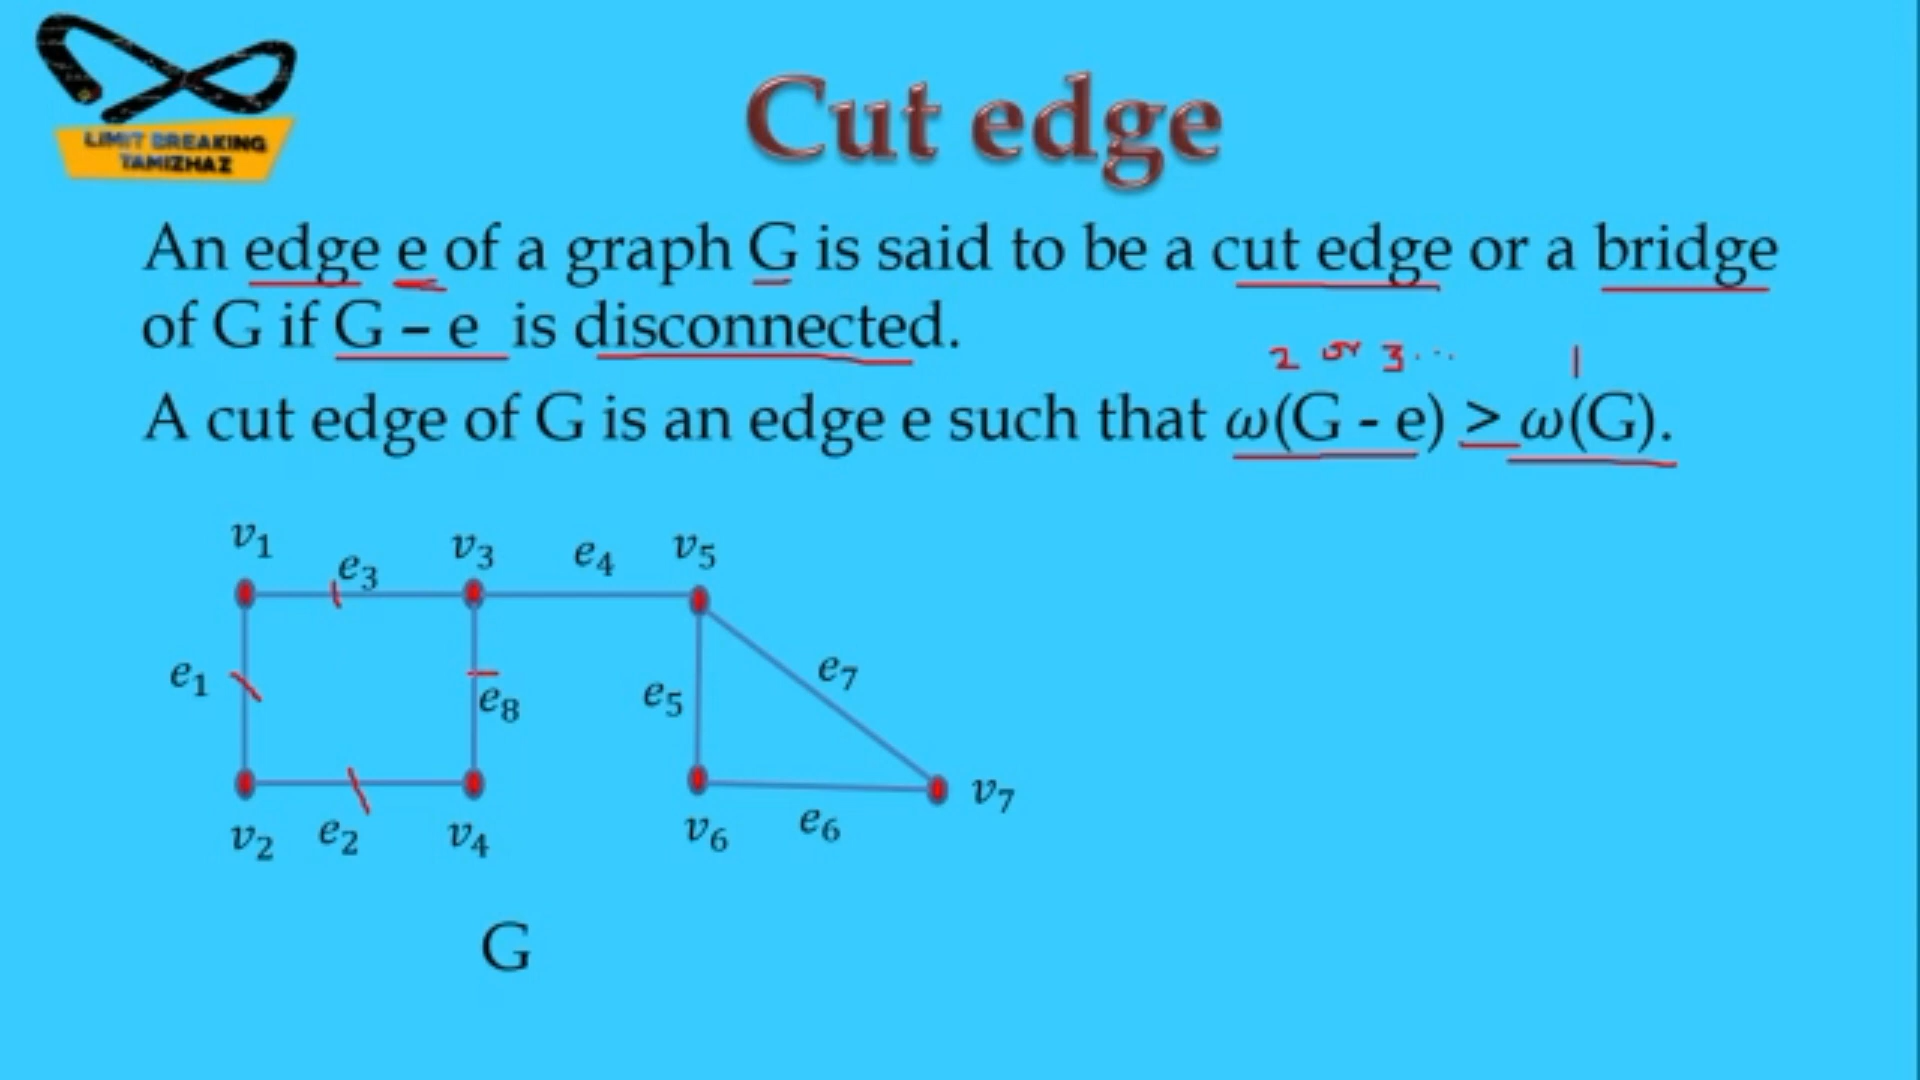 LIMIT BREAKING
TAMIZHAZ
Cut edge
An edge e of a graph G is said to be a cut edge or a bridge
of G if G – e is disconnected.
2 or 3... 1
A cut edge of G is an edge e such that ω(G - e) > ω(G).
v₁ e₃ v₃ e₄ v₅
e₁ e₈ e₅ e₇
v₂ e₂ v₄ v₆ e₆ v₇
G